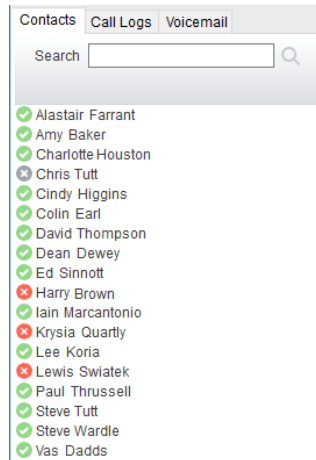 Contacts Call Logs Voicemail
Search
Alastair Farrant
Amy Baker
Charlotte Houston
Chris Tutt
Cindy Higgins
Colin Earl
David Thompson
Dean Dewey
Ed Sinnott
Harry Brown
Iain Marcantonio
Krysia Quartly
Lee Koria
Lewis Swiatek
Paul Thrussell
Steve Tutt
Steve Wardle
Vas Dadds